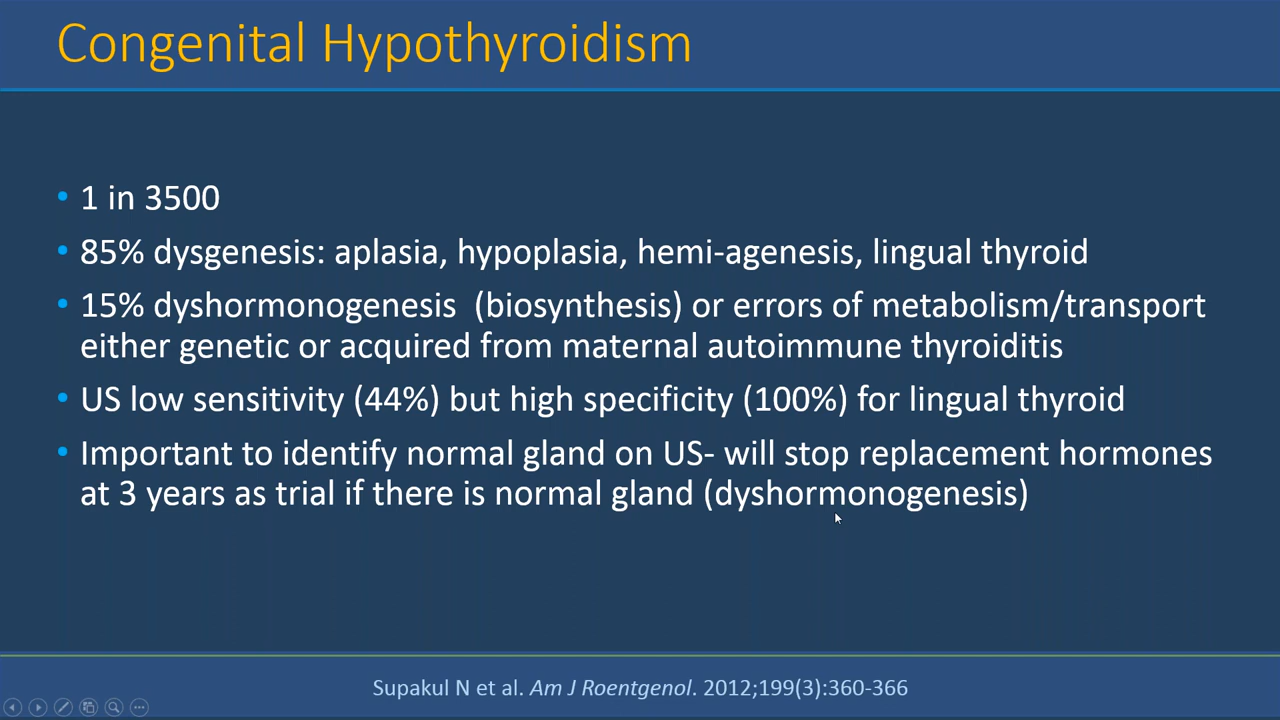 Congenital Hypothyroidism
• 1 in 3500
• 85% dysgenesis: aplasia, hypoplasia, hemi-agenesis, lingual thyroid
• 15% dyshormonogenesis  (biosynthesis) or errors of metabolism/transport
either genetic or acquired from maternal autoimmune thyroiditis
• US low sensitivity (44%) but high specificity (100%) for lingual thyroid
• Important to identify normal gland on US- will stop replacement hormones
at 3 years as trial if there is normal gland (dyshormonogenesis)
Supakul N et al. Am J Roentgenol. 2012;199(3):360-366